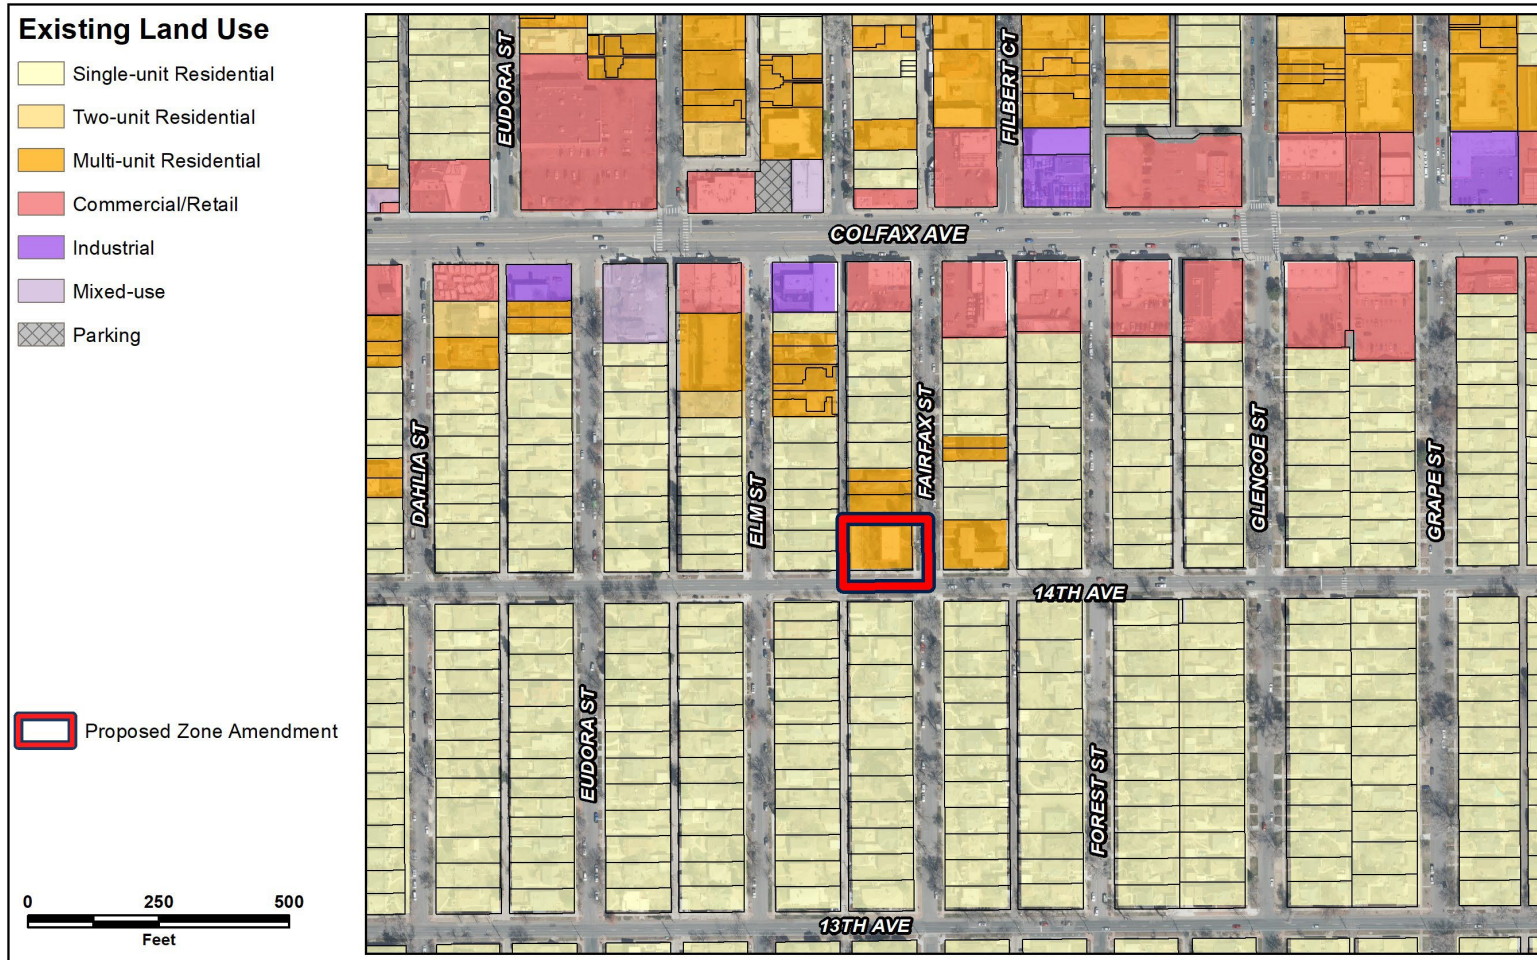 Existing Land Use
Single-unit Residential
Two-unit Residential
Multi-unit Residential
Commercial/Retail
Industrial
Mixed-use
Parking
Proposed Zone Amendment
0 250 500
Feet
EUDORA ST
FILBERT CT
COLFAX AVE
DAHLIA ST
ELM ST
FAIRFAX ST
GLENCOE ST
GRAPE ST
14TH AVE
EUDORA ST
FOREST ST
13TH AVE